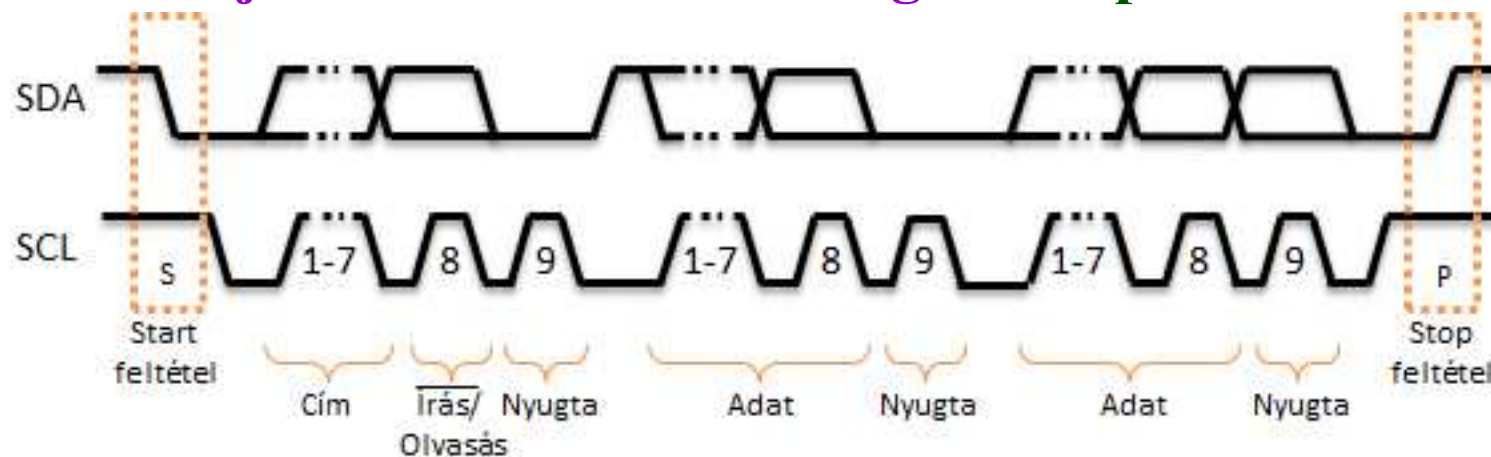 SDA
SCL
S 1-7 8 9 1-7 8 9 1-7 8 9 P
Start
feltétel
Stop
feltétel
Cím
Írás/
Olvasás
Nyugta
Adat
Nyugta
Adat
Nyugta